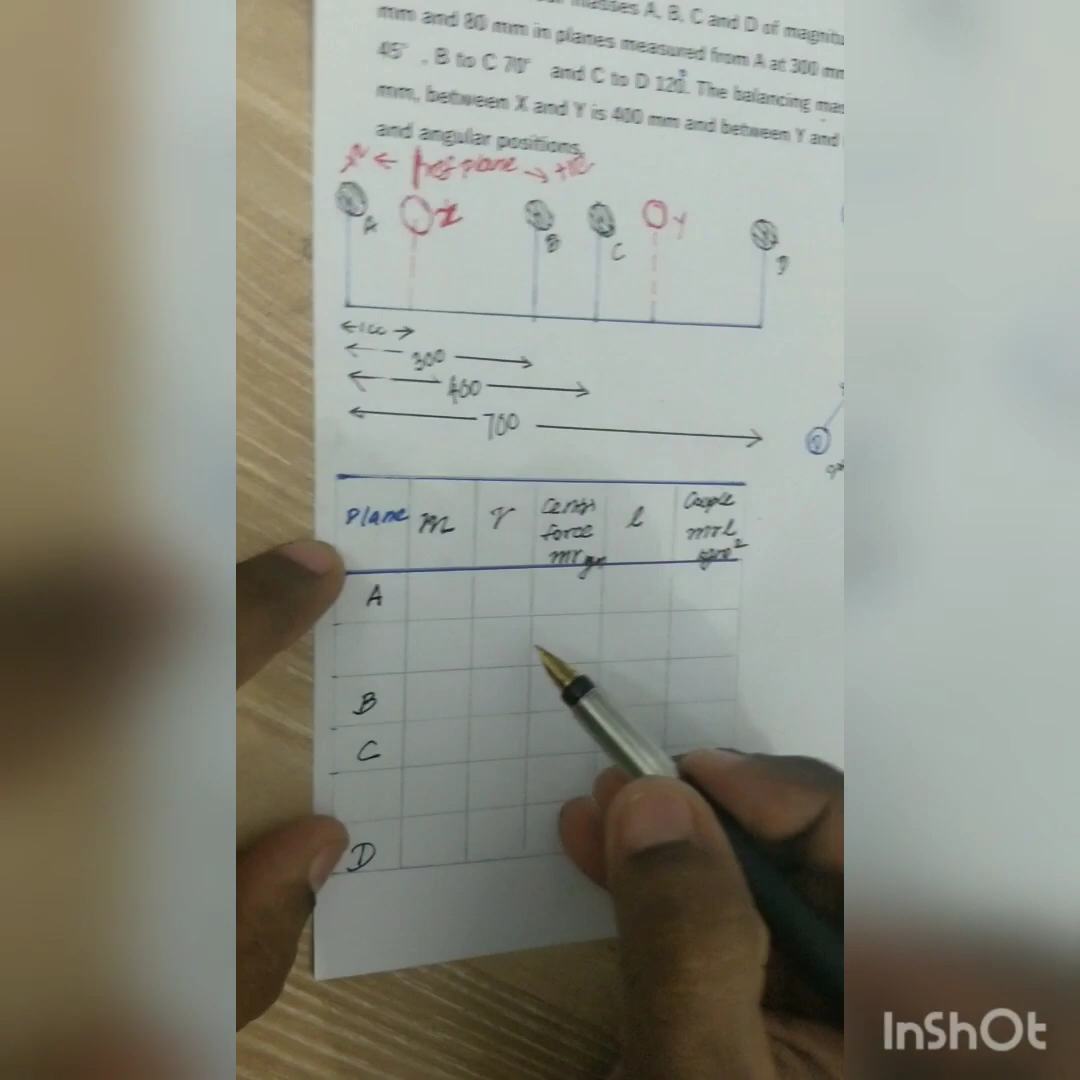 masses A, B, C and D of magnitu
mm and 80 mm in planes measured from A at 300 mm
45° , B to C 70° and C to D 120°. The balancing mas
mm, between X and Y is 400 mm and between Y and
and angular positions.
← Ref plane → +ve
A
X
B
C
Y
D
300
400
700
Plane
m
r
Centri
force
mr
l
Couple
mrl
A
B
C
D
InShOt